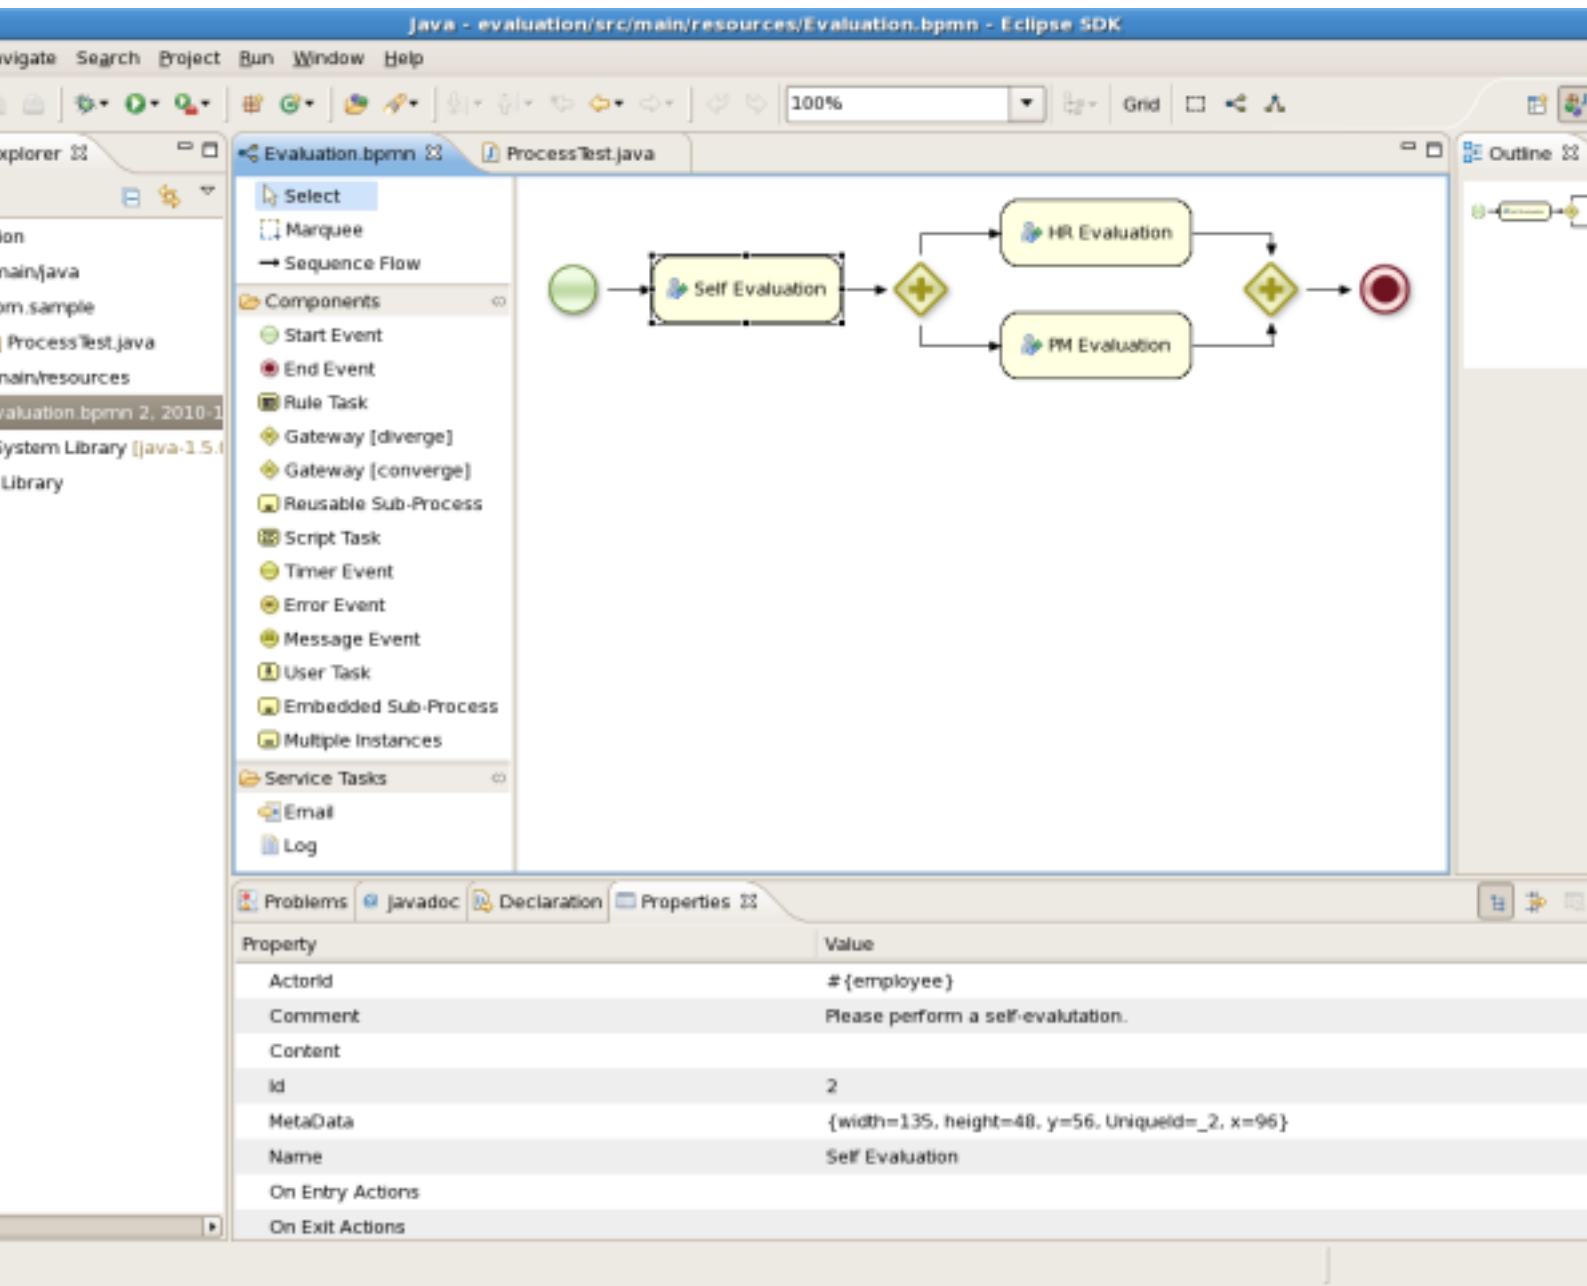 Java - evaluation/src/main/resources/Evaluation.bpmn - Eclipse SDK
avigate Search Project Run Window Help
100% Grid
xplorer Evaluation.bpmn ProcessTest.java Outline
ion
main/java
om.sample
ProcessTest.java
main/resources
valuation.bpmn 2, 2010-1
System Library [java-1.5.
Library
Select
Marquee
Sequence Flow
Components
Start Event
End Event
Rule Task
Gateway [diverge]
Gateway [converge]
Reusable Sub-Process
Script Task
Timer Event
Error Event
Message Event
User Task
Embedded Sub-Process
Multiple Instances
Service Tasks
Email
Log
Self Evaluation
HR Evaluation
PM Evaluation
Problems Javadoc Declaration Properties
Property Value
ActorId #{employee}
Comment Please perform a self-evalutation.
Content
Id 2
MetaData {width=135, height=48, y=56, UniqueId=_2, x=96}
Name Self Evaluation
On Entry Actions
On Exit Actions